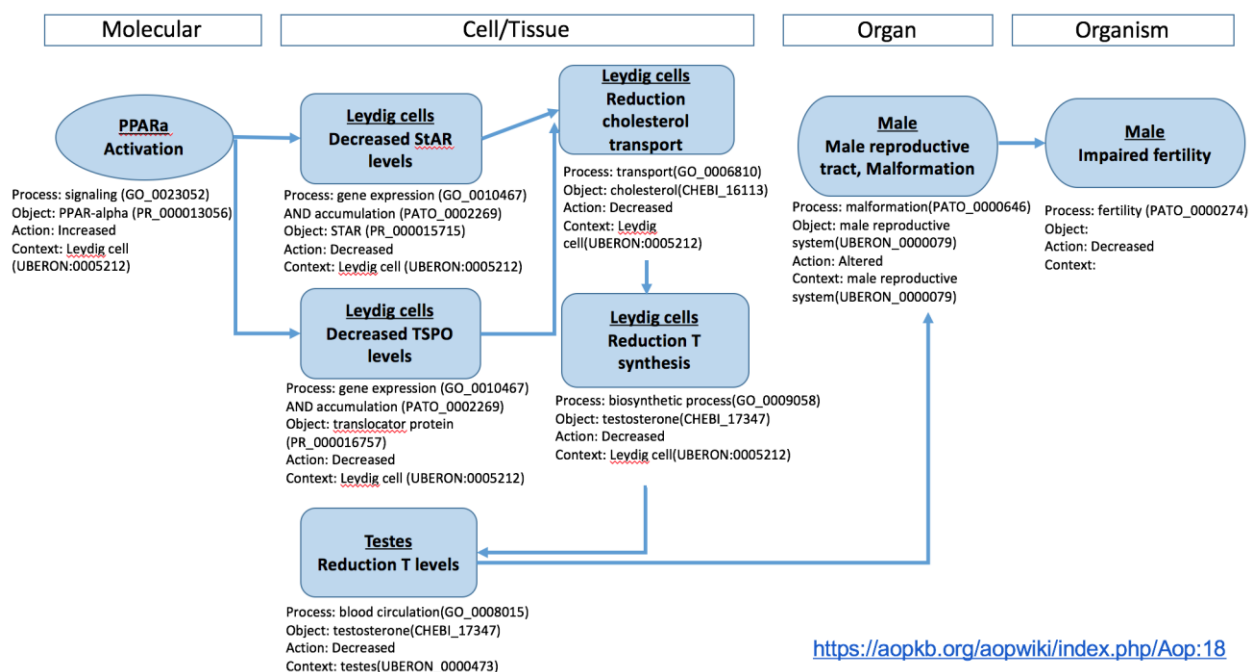 Molecular
Cell/Tissue
Organ
Organism
PPARa
Activation
Process: signaling (GO_0023052)
Object: PPAR-alpha (PR_000013056)
Action: Increased
Context: Leydig cell
(UBERON:0005212)
Leydig cells
Decreased StAR
levels
Process: gene expression (GO_0010467)
AND accumulation (PATO_0002269)
Object: STAR (PR_000015715)
Action: Decreased
Context: Leydig cell (UBERON:0005212)
Leydig cells
Decreased TSPO
levels
Process: gene expression (GO_0010467)
AND accumulation (PATO_0002269)
Object: translocator protein
(PR_000016757)
Action: Decreased
Context: Leydig cell (UBERON:0005212)
Leydig cells
Reduction
cholesterol
transport
Process: transport(GO_0006810)
Object: cholesterol(CHEBI_16113)
Action: Decreased
Context: Leydig
cell(UBERON:0005212)
Leydig cells
Reduction T
synthesis
Process: biosynthetic process(GO_0009058)
Object: testosterone(CHEBI_17347)
Action: Decreased
Context: Leydig cell(UBERON:0005212)
Testes
Reduction T levels
Process: blood circulation(GO_0008015)
Object: testosterone(CHEBI_17347)
Action: Decreased
Context: testes(UBERON_0000473)
Male
Male reproductive
tract, Malformation
Process: malformation(PATO_0000646)
Object: male reproductive
system(UBERON_0000079)
Action: Altered
Context: male reproductive
system(UBERON_0000079)
Male
Impaired fertility
Process: fertility (PATO_0000274)
Object:
Action: Decreased
Context:
https://aopkb.org/aopwiki/index.php/Aop:18